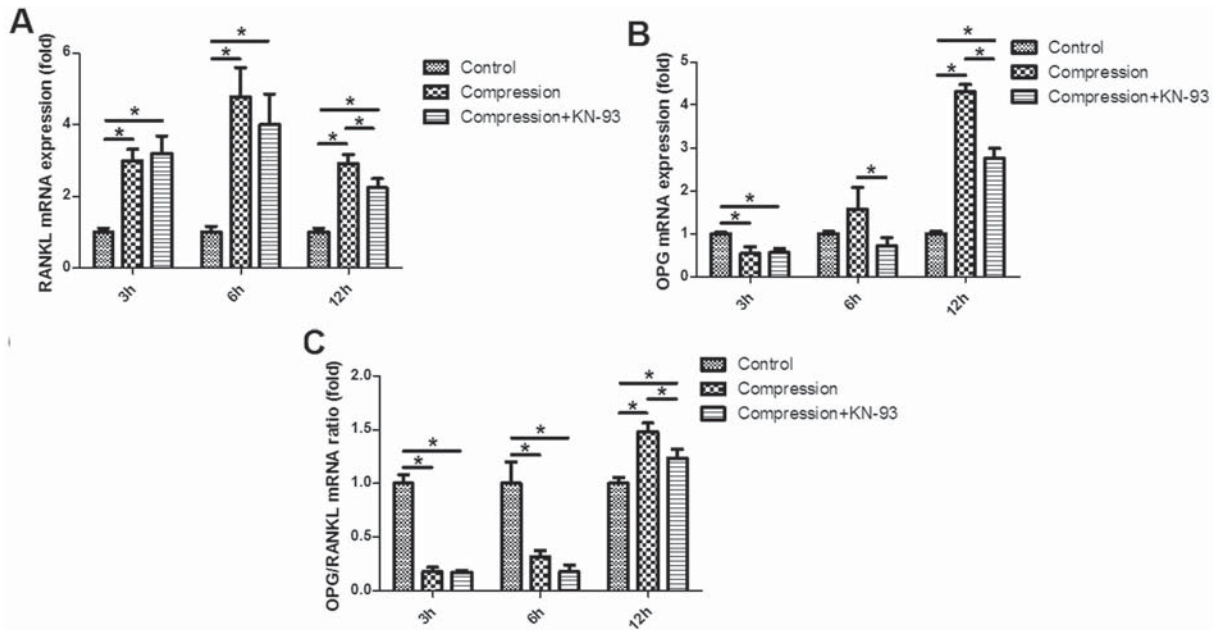 A
RANKL mRNA expression (fold)
6
4
2
0
*
*
*
*
*
*
*
3h
6h
12h
Control
Compression
Compression+KN-93
B
OPG mRNA expression (fold)
5
4
3
2
1
0
*
*
*
*
*
*
3h
6h
12h
Control
Compression
Compression+KN-93
C
OPG/RANKL mRNA ratio (fold)
2.0
1.5
1.0
0.5
0.0
*
*
*
*
*
*
*
3h
6h
12h
Control
Compression
Compression+KN-93